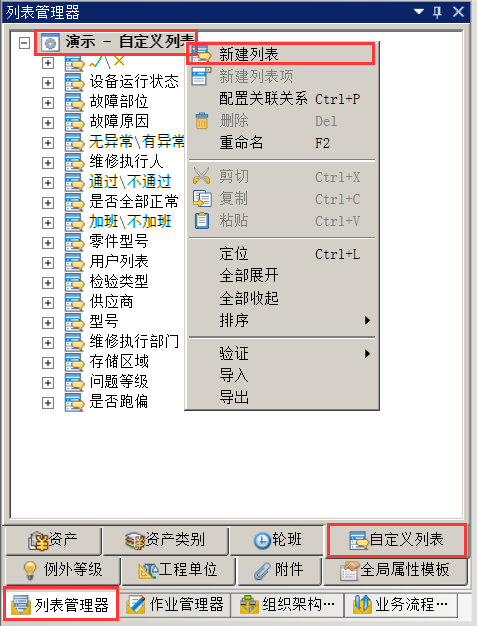 列表管理器
演示 - 自定义列表
√\×
设备运行状态
故障部位
故障原因
无异常\有异常
维修执行人
通过\不通过
是否全部正常
加班\不加班
零件型号
用户列表
检验类型
供应商
型号
维修执行部门
存储区域
问题等级
是否跑偏
新建列表
新建列表项
配置关联关系 Ctrl+P
删除 Del
重命名 F2
剪切 Ctrl+X
复制 Ctrl+C
粘贴 Ctrl+V
定位 Ctrl+L
全部展开
全部收起
排序
验证
导入
导出
资产 资产类别 轮班 自定义列表
例外等级 工程单位 附件 全局属性模板
列表管理器 作业管理器 组织架构… 业务流程…